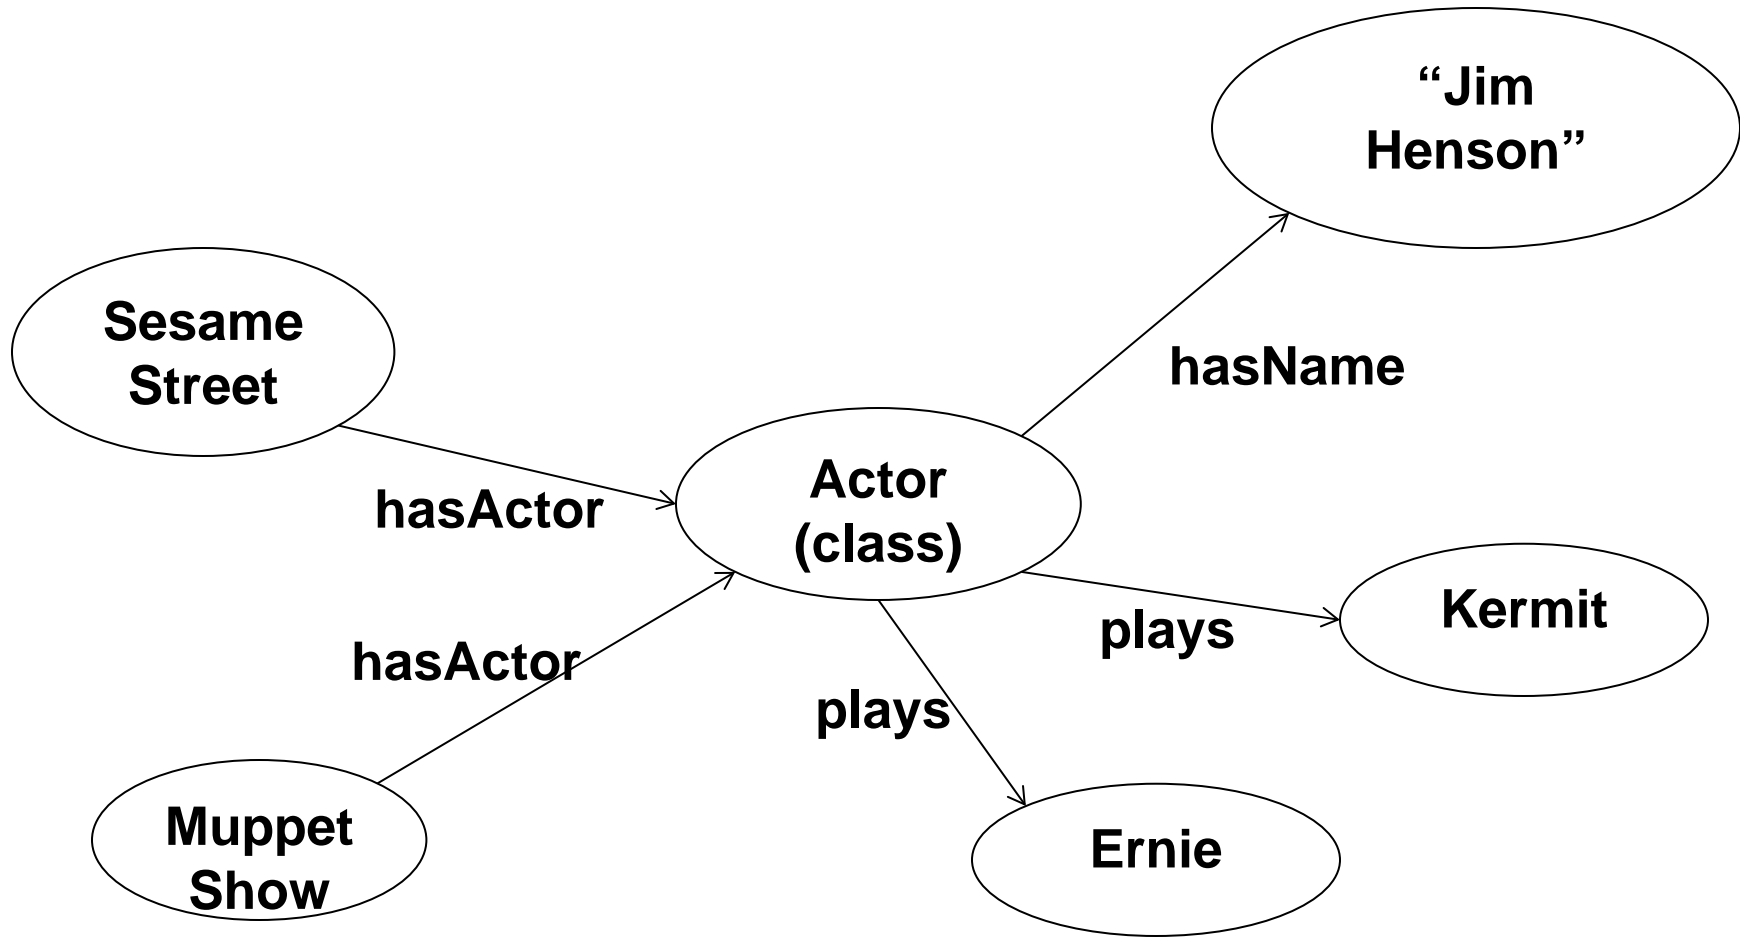 “Jim
Henson”
Sesame
Street
hasName
Actor
(class)
hasActor
Kermit
plays
hasActor
plays
Muppet
Show
Ernie